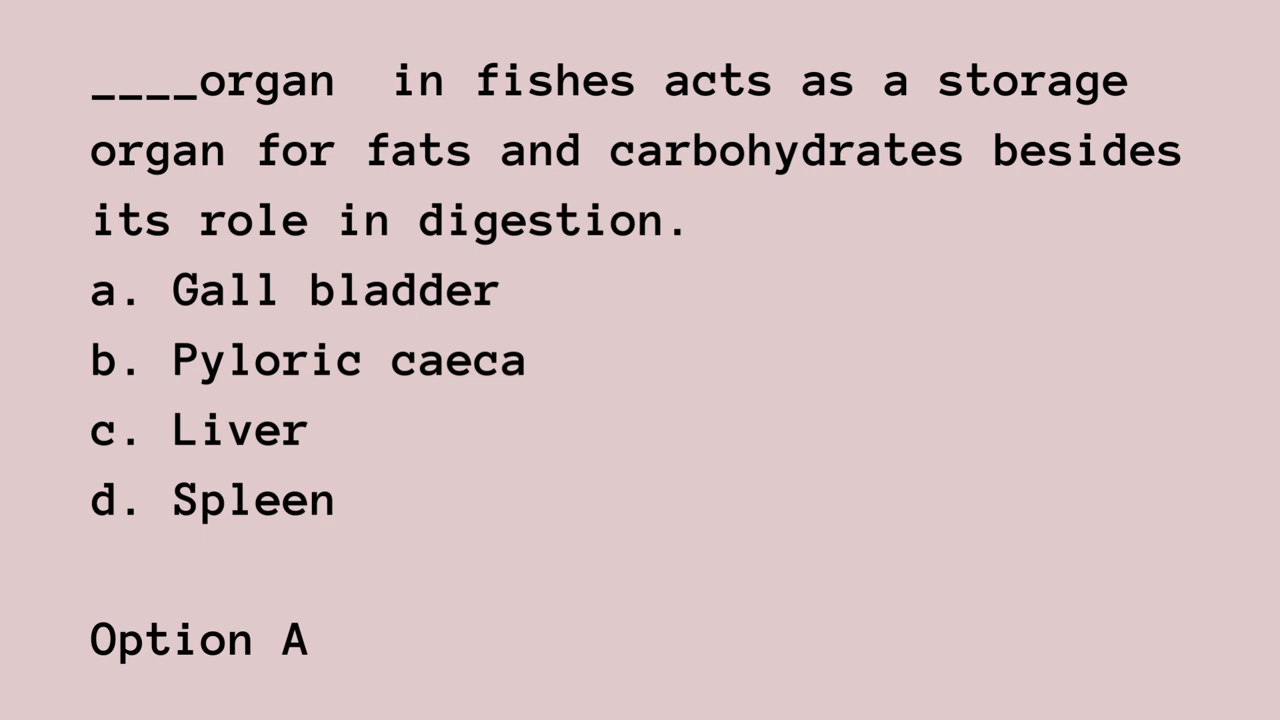 ____organ  in fishes acts as a storage
organ for fats and carbohydrates besides
its role in digestion.
a. Gall bladder
b. Pyloric caeca
c. Liver
d. Spleen
Option A